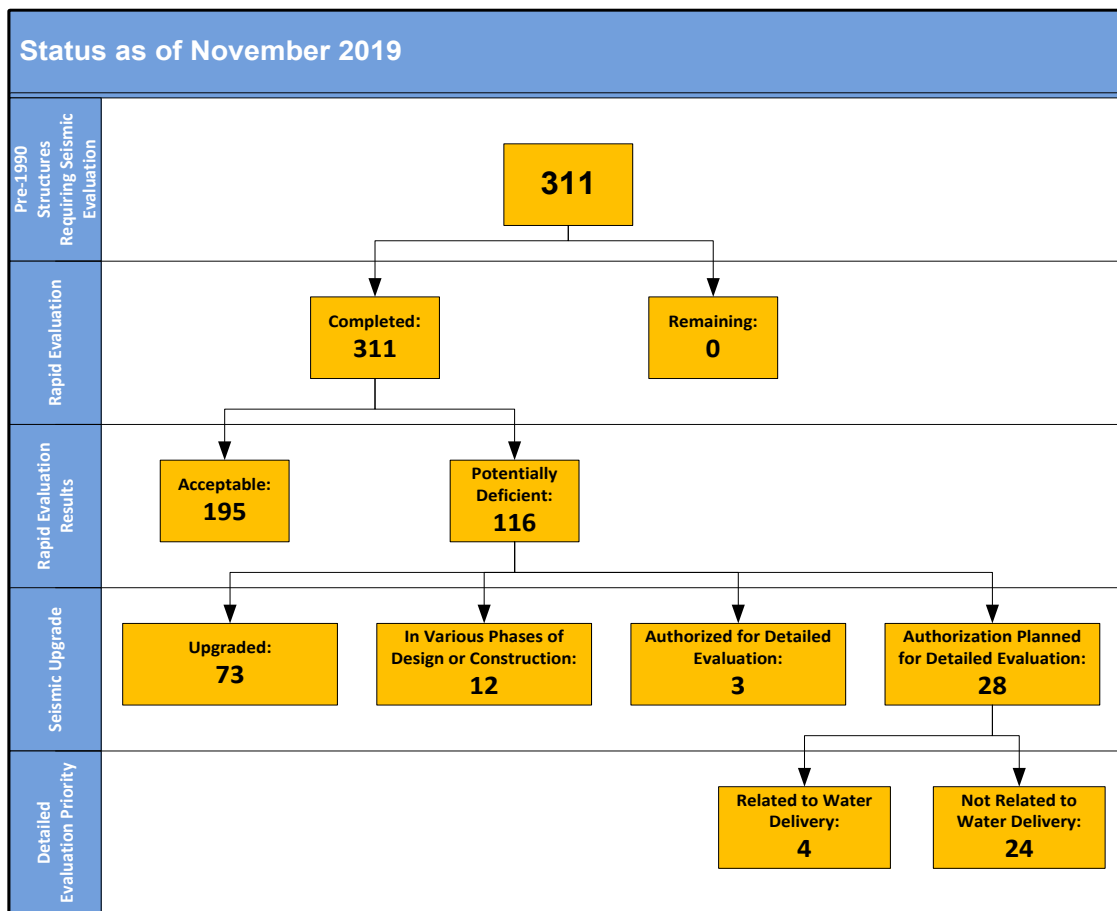 Status as of November 2019
Pre-1990
Structures
Requiring Seismic
Evaluation
311
Rapid Evaluation
Completed:
311
Remaining:
0
Rapid Evaluation
Results
Acceptable:
195
Potentially
Deficient:
116
Seismic Upgrade
Upgraded:
73
In Various Phases of
Design or Construction:
12
Authorized for Detailed
Evaluation:
3
Authorization Planned
for Detailed Evaluation:
28
Detailed
Evaluation Priority
Related to Water
Delivery:
4
Not Related to
Water Delivery:
24